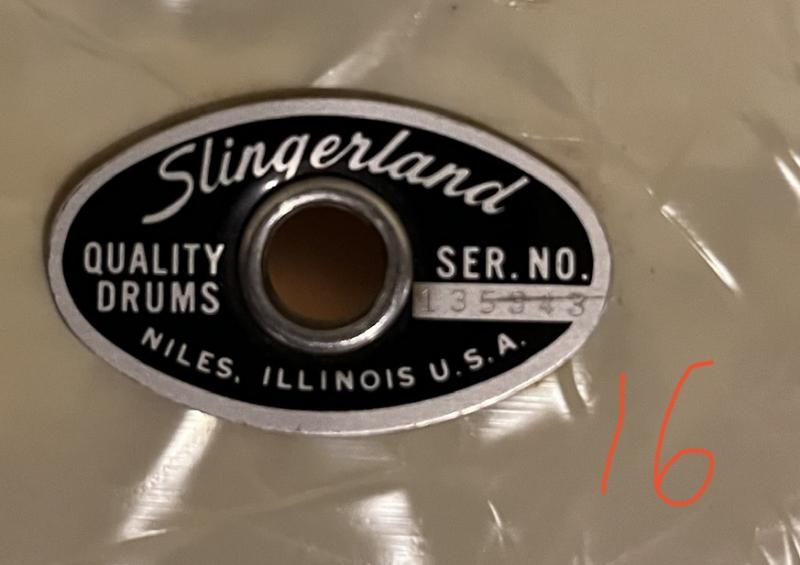 Slingerland
QUALITY
DRUMS
SER. NO.
135943
NILES, ILLINOIS U.S.A.
16